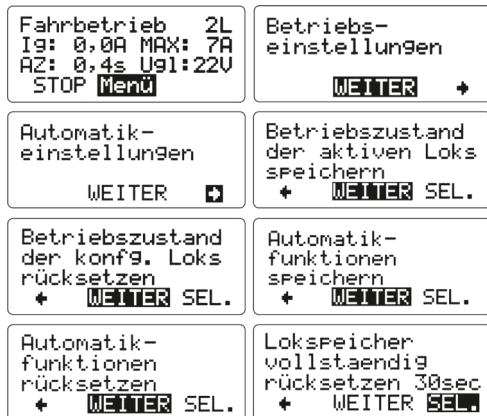 Fahrbetrieb 2L
Ig: 0,0A MAX: 7A
AZ: 0,4s Ugl:22V
STOP Menü
Betriebs-
einstellungen
WEITER →
Automatik-
einstellungen
WEITER →
Betriebszustand
der aktiven Loks
speichern
← WEITER SEL.
Betriebszustand
der konfg. Loks
rücksetzen
← WEITER SEL.
Automatik-
funktionen
speichern
← WEITER SEL.
Automatik-
funktionen
rücksetzen
← WEITER SEL.
Lokspeicher
vollstaendig
rücksetzen 30sec
← WEITER SEL.